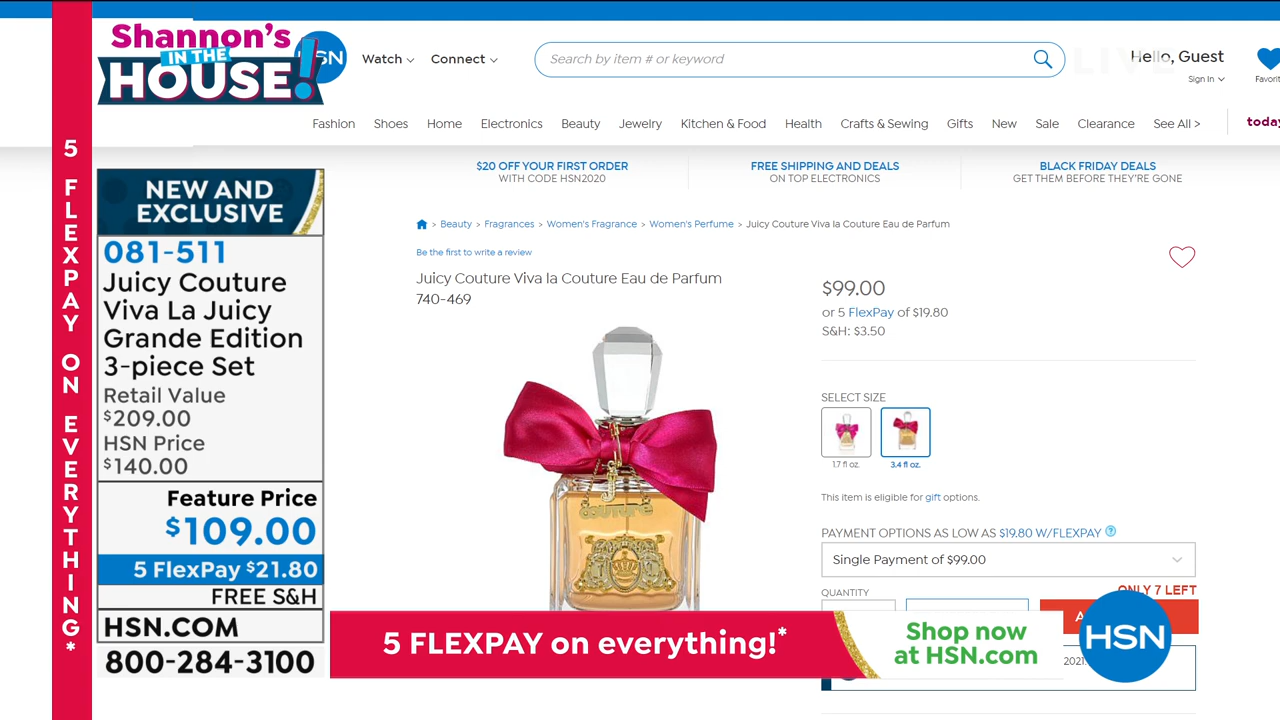 5 FLEXPAY ON EVERYTHING*
Shannon's
IN THE
HOUSE!
Watch
Connect
Search by item # or keyword
LIVE
Hello, Guest
Sign In
Fashion
Shoes
Home
Electronics
Beauty
Jewelry
Kitchen & Food
Health
Crafts & Sewing
Gifts
New
Sale
Clearance
See All >
$20 OFF YOUR FIRST ORDER
WITH CODE HSN2020
FREE SHIPPING AND DEALS
ON TOP ELECTRONICS
BLACK FRIDAY DEALS
GET THEM BEFORE THEY'RE GONE
NEW AND
EXCLUSIVE
081-511
Juicy Couture
Viva La Juicy
Grande Edition
3-piece Set
Retail Value
$209.00
HSN Price
$140.00
Feature Price
$109.00
5 FlexPay $21.80
FREE S&H
HSN.COM
800-284-3100
> Beauty > Fragrances > Women's Fragrance > Women's Perfume > Juicy Couture Viva la Couture Eau de Parfum
Be the first to write a review
Juicy Couture Viva la Couture Eau de Parfum
740-469
couture
$99.00
or 5 FlexPay of $19.80
S&H: $3.50
SELECT SIZE
1.7 fl oz.
3.4 fl oz.
This item is eligible for gift options.
PAYMENT OPTIONS AS LOW AS $19.80 W/FLEXPAY ?
Single Payment of $99.00
QUANTITY
ONLY 7 LEFT
5 FLEXPAY on everything!*
Shop now
at HSN.com
HSN
2021